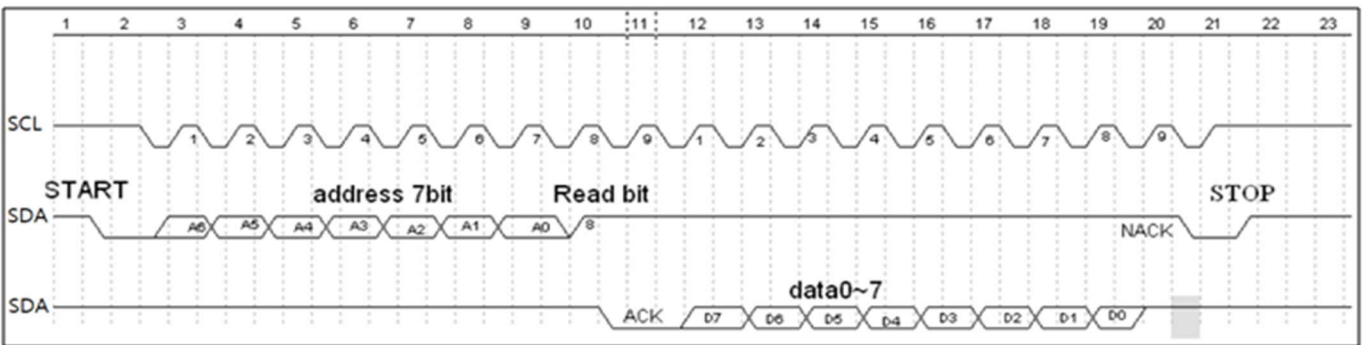 1 2 3 4 5 6 7 8 9 10 11 12 13 14 15 16 17 18 19 20 21 22 23
SCL 1 2 3 4 5 6 7 8 9 1 2 3 4 5 6 7 8 9
START address 7bit Read bit STOP
SDA A6 A5 A4 A3 A2 A1 A0 8 NACK
data0~7
SDA ACK D7 D6 D5 D4 D3 D2 D1 D0